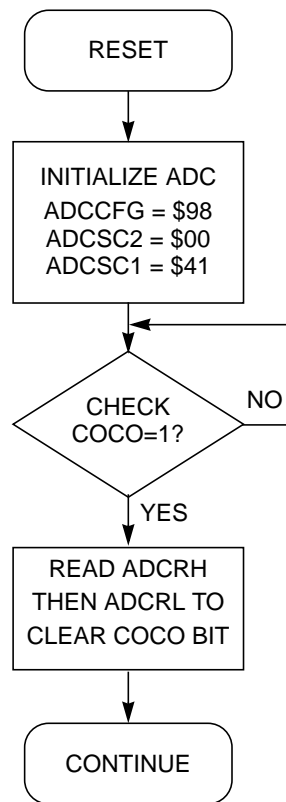 RESET
INITIALIZE ADC
ADCCFG = $98
ADCSC2 = $00
ADCSC1 = $41
CHECK
COCO=1?
NO
YES
READ ADCRH
THEN ADCRL TO
CLEAR COCO BIT
CONTINUE